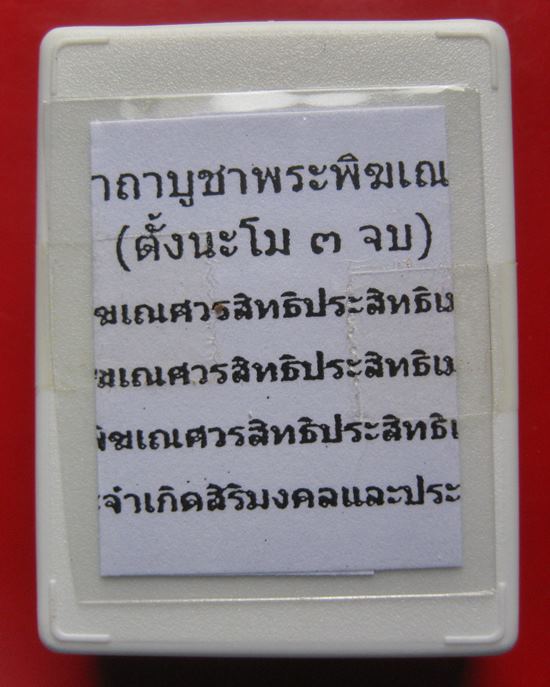 าถาบูชาพระพิฆเณ
(ตั้งนะโม ๓ จบ)
ฆเณศวรสิทธิประสิทธิเ
ฆเณศวรสิทธิประสิทธิเ
พิฆเณศวรสิทธิประสิทธิเ
ะจำเกิดสิริมงคลและประ